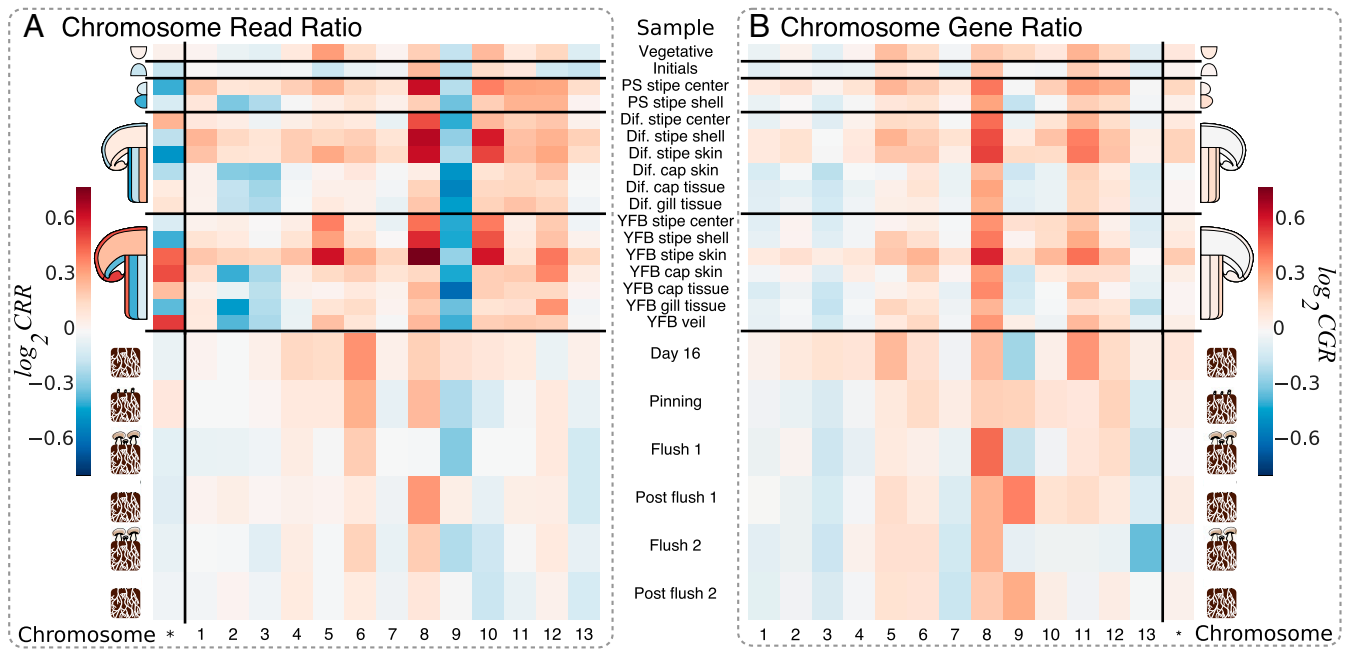 A Chromosome Read Ratio
Sample
B Chromosome Gene Ratio
Vegetative
Initials
PS stipe center
PS stipe shell
Dif. stipe center
Dif. stipe shell
Dif. stipe skin
Dif. cap skin
Dif. cap tissue
Dif. gill tissue
YFB stipe center
YFB stipe shell
YFB stipe skin
YFB cap skin
YFB cap tissue
YFB gill tissue
YFB veil
Day 16
Pinning
Flush 1
Post flush 1
Flush 2
Post flush 2
0.6
0.3
0
−0.3
−0.6
log2CRR
0.6
0.3
0
−0.3
−0.6
log2CGR
Chromosome * 1 2 3 4 5 6 7 8 9 10 11 12 13
1 2 3 4 5 6 7 8 9 10 11 12 13 * Chromosome